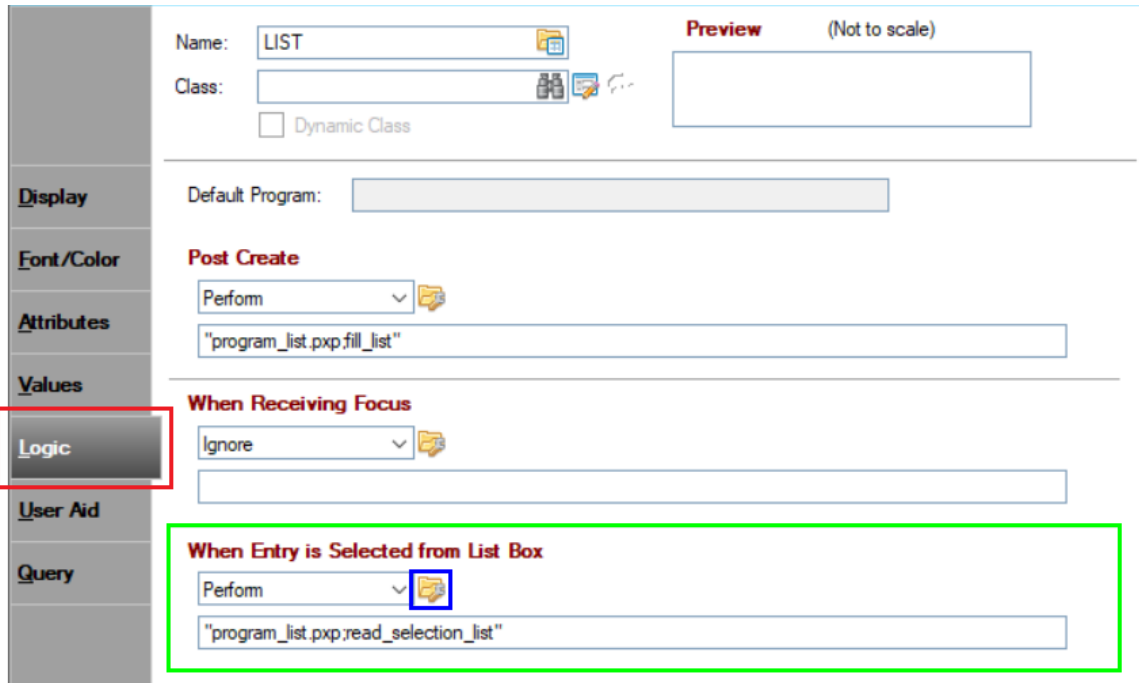 Name: LIST
Preview (Not to scale)
Class:
Dynamic Class
Display
Default Program:
Font/Color
Post Create
Perform
Attributes
"program_list.pxp;fill_list"
Values
When Receiving Focus
Logic
Ignore
User Aid
When Entry is Selected from List Box
Query
Perform
"program_list.pxp;read_selection_list"